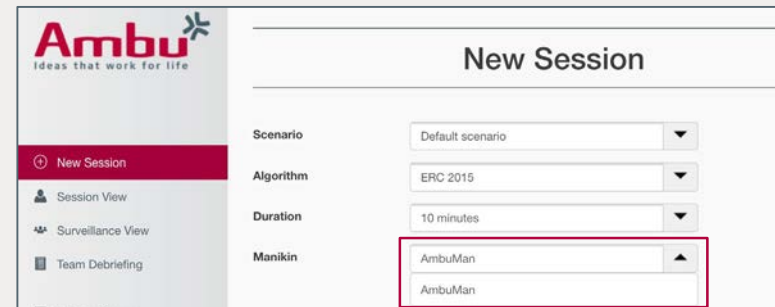 Ambu
Ideas that work for life
New Session
New Session
Session View
Surveillance View
Team Debriefing
Scenario
Default scenario
Algorithm
ERC 2015
Duration
10 minutes
Manikin
AmbuMan
AmbuMan